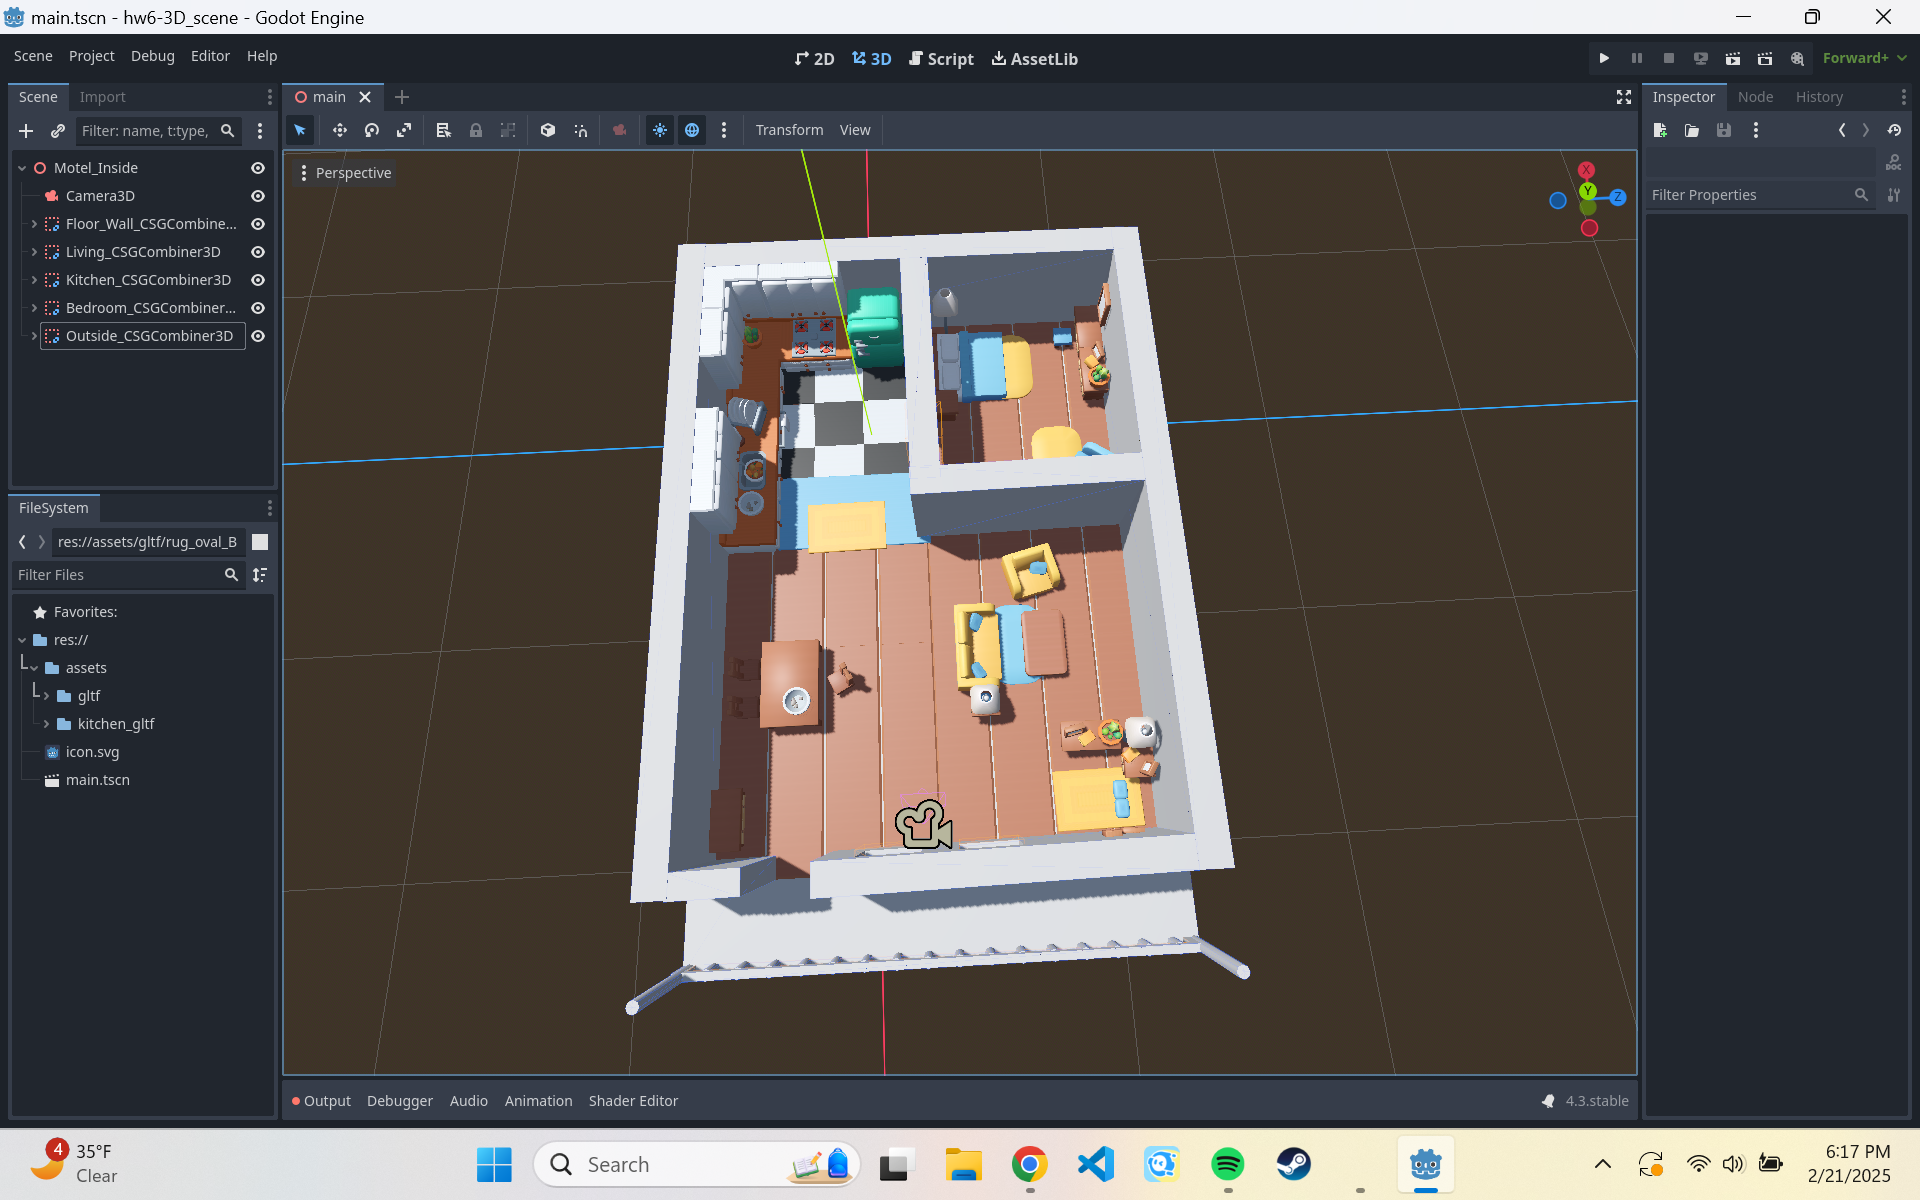 main.tscn - hw6-3D_scene - Godot Engine
Scene Project Debug Editor Help
2D 3D Script AssetLib
Forward+
Scene Import
main
Inspector Node History
Filter: name, t:type,
Transform View
Motel_Inside
Camera3D
Floor_Wall_CSGCombine...
Living_CSGCombiner3D
Kitchen_CSGCombiner3D
Bedroom_CSGCombiner...
Outside_CSGCombiner3D
Perspective
X
Y
Z
DOC
Filter Properties
FileSystem
res://assets/gltf/rug_oval_B
Filter Files
Favorites:
res://
assets
gltf
kitchen_gltf
icon.svg
main.tscn
Output Debugger Audio Animation Shader Editor
4.3.stable
4
35°F
Clear
Search
6:17 PM
2/21/2025